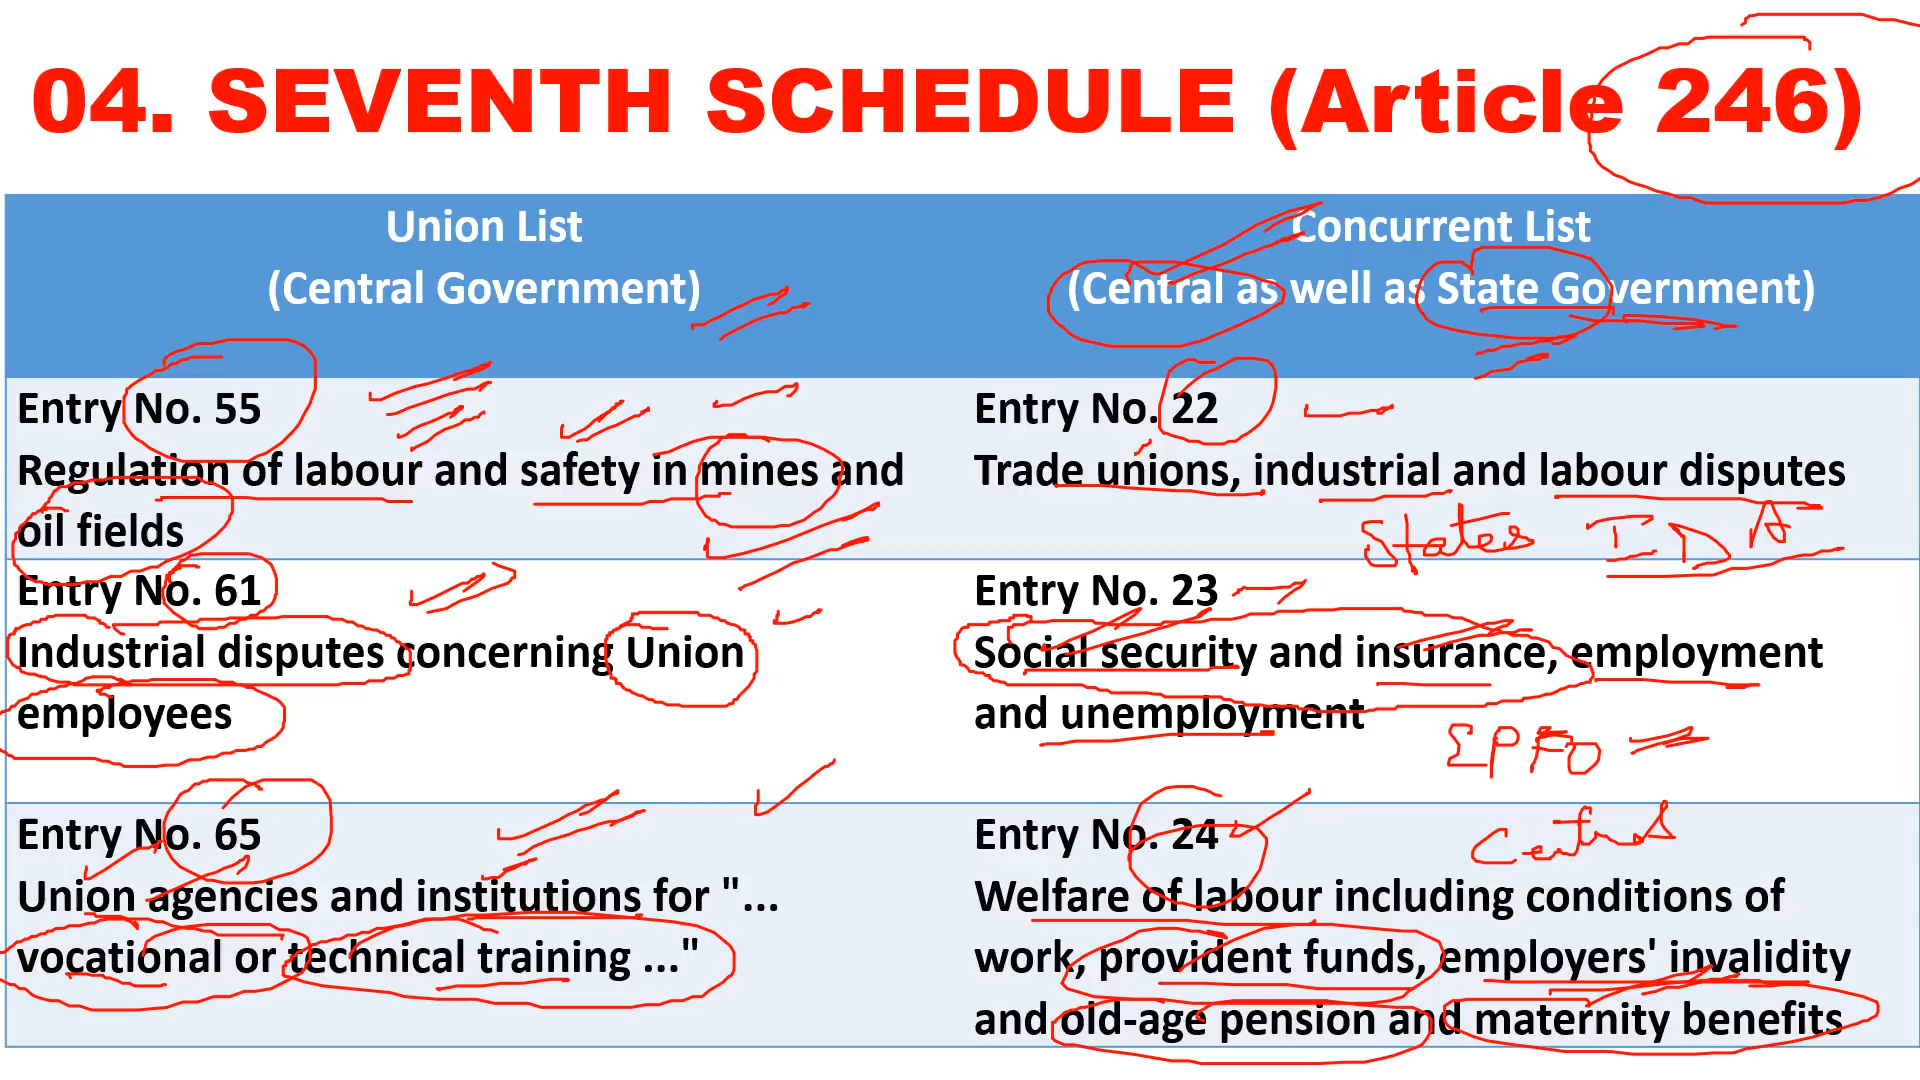 04. SEVENTH SCHEDULE (Article 246)
Union List
(Central Government)
Concurrent List
(Central as well as State Government)
Entry No. 55
Regulation of labour and safety in mines and
oil fields
Entry No. 22
Trade unions, industrial and labour disputes
States IDA
Entry No. 61
Industrial disputes concerning Union
employees
Entry No. 23
Social security and insurance, employment
and unemployment
EPFO
Entry No. 65
Union agencies and institutions for "...
vocational or technical training ..."
Entry No. 24
Central
Welfare of labour including conditions of
work, provident funds, employers' invalidity
and old-age pension and maternity benefits